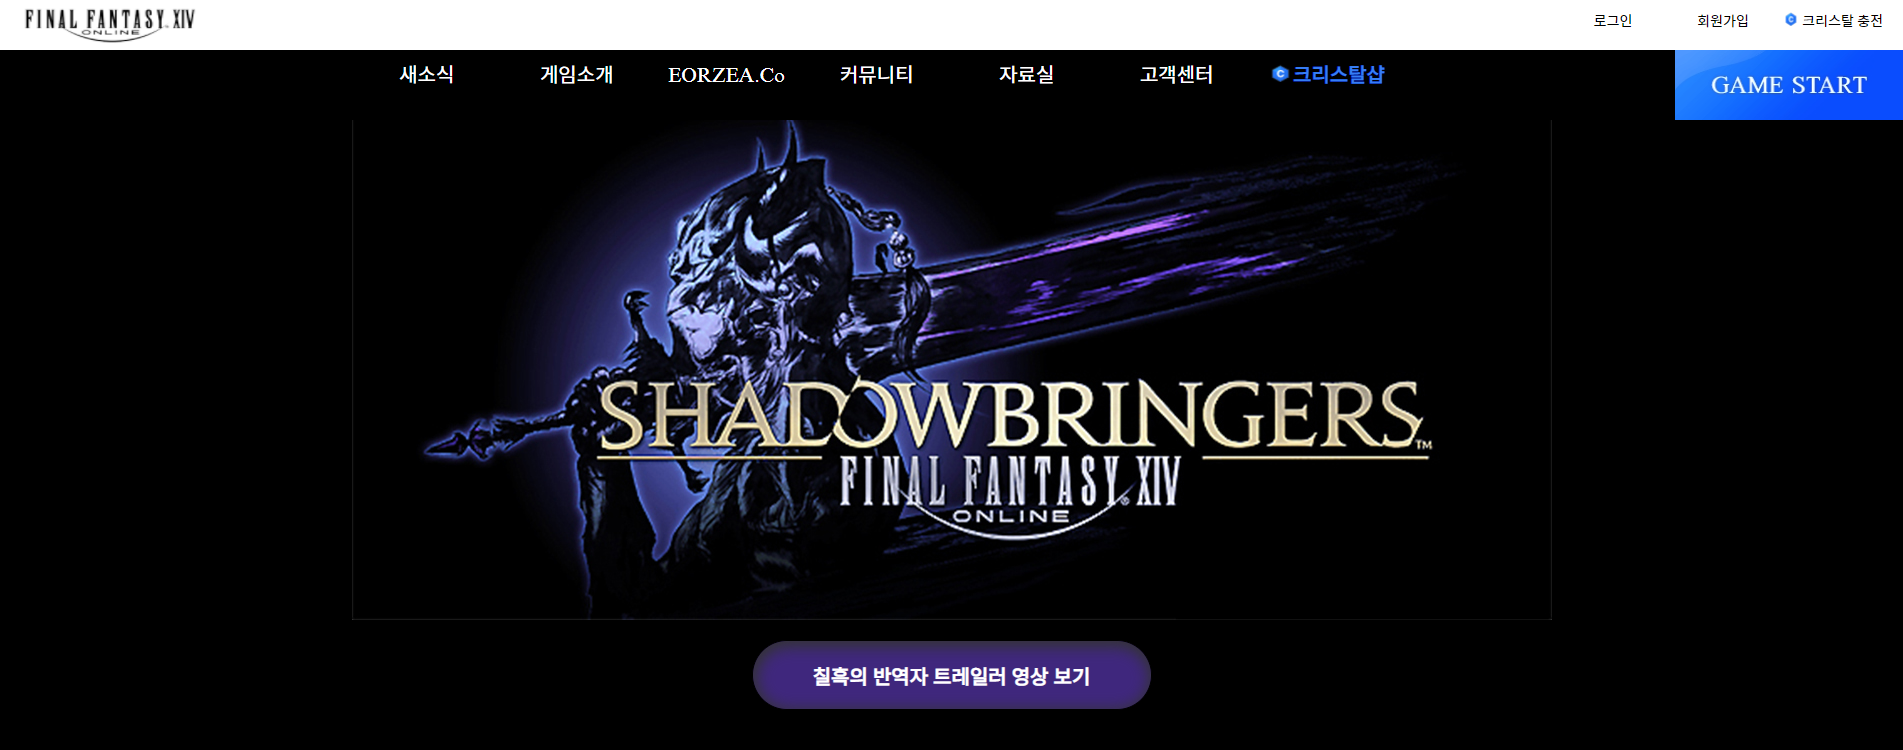 FINAL FANTASY XIV
ONLINE
로그인 회원가입 크리스탈 충전
새소식 게임소개 EORZEA.Co 커뮤니티 자료실 고객센터 크리스탈샵
GAME START
SHADOWBRINGERS™
FINAL FANTASY® XIV
ONLINE
칠흑의 반역자 트레일러 영상 보기